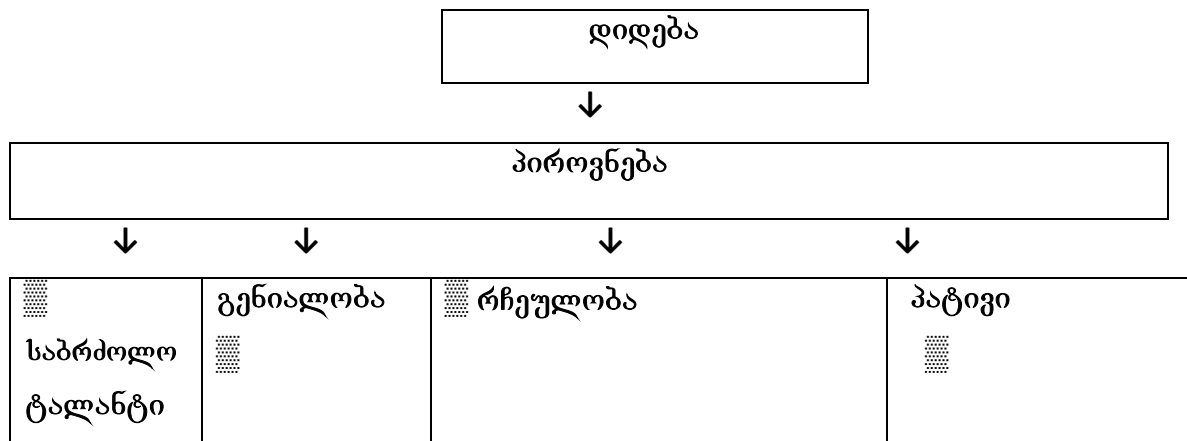 დიდება
პიროვნება
საბრძოლო
ტალანტი
გენიალობა
რჩეულობა
პატივი